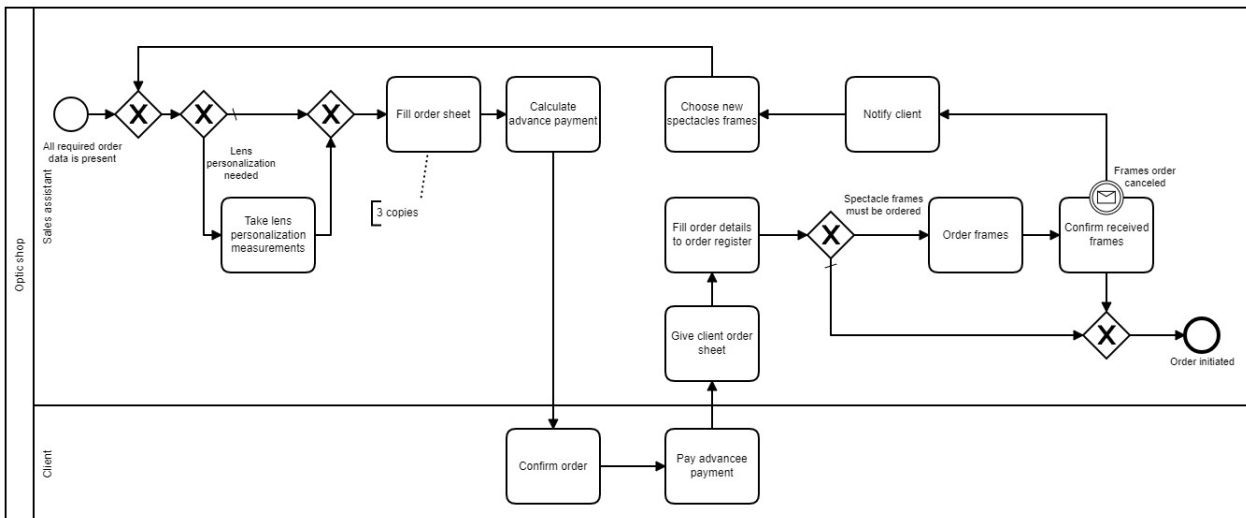 Optic shop
Sales assistant
All required order
data is present
Lens
personalization
needed
Take lens
personalization
measurements
Fill order sheet
3 copies
Calculate
advance payment
Choose new
spectacles frames
Notify client
Frames order
canceled
Fill order details
to order register
Spectacle frames
must be ordered
Order frames
Confirm received
frames
Give client order
sheet
Order initiated
Client
Confirm order
Pay advancee
payment